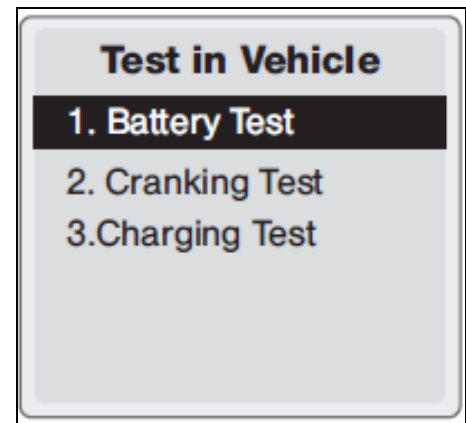 Test in Vehicle
1. Battery Test
2. Cranking Test
3.Charging Test